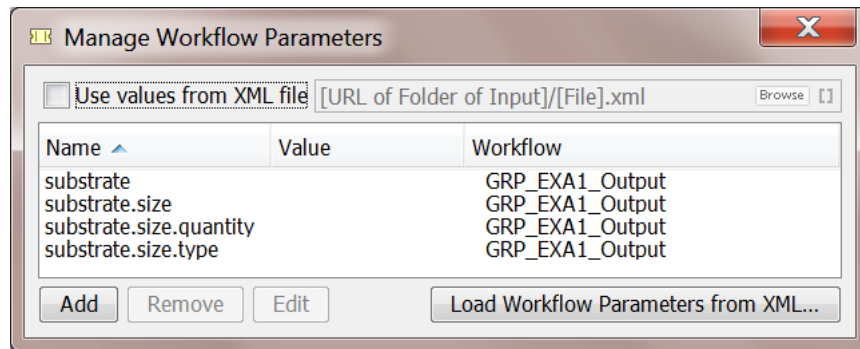 Manage Workflow Parameters
Use values from XML file [URL of Folder of Input]/[File].xml Browse []
Name Value Workflow
substrate GRP_EXA1_Output
substrate.size GRP_EXA1_Output
substrate.size.quantity GRP_EXA1_Output
substrate.size.type GRP_EXA1_Output
Add Remove Edit Load Workflow Parameters from XML...